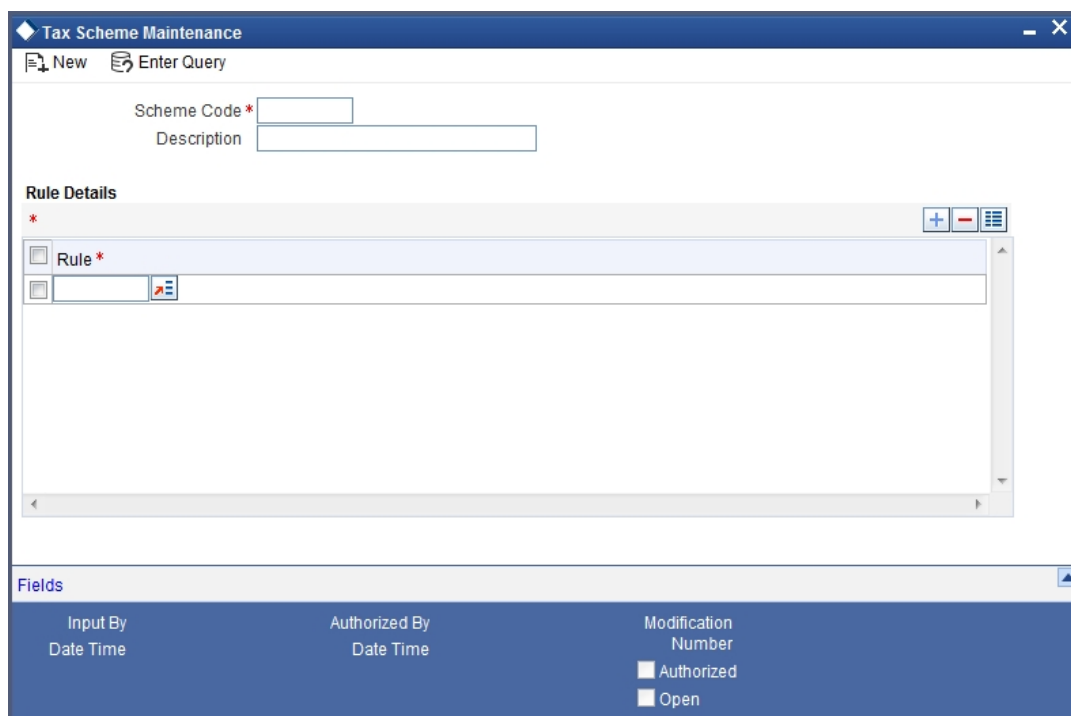 Tax Scheme Maintenance
New Enter Query
Scheme Code *
Description
Rule Details
*
Rule *
Fields
Input By Authorized By Modification Number
Date Time Date Time
Authorized
Open